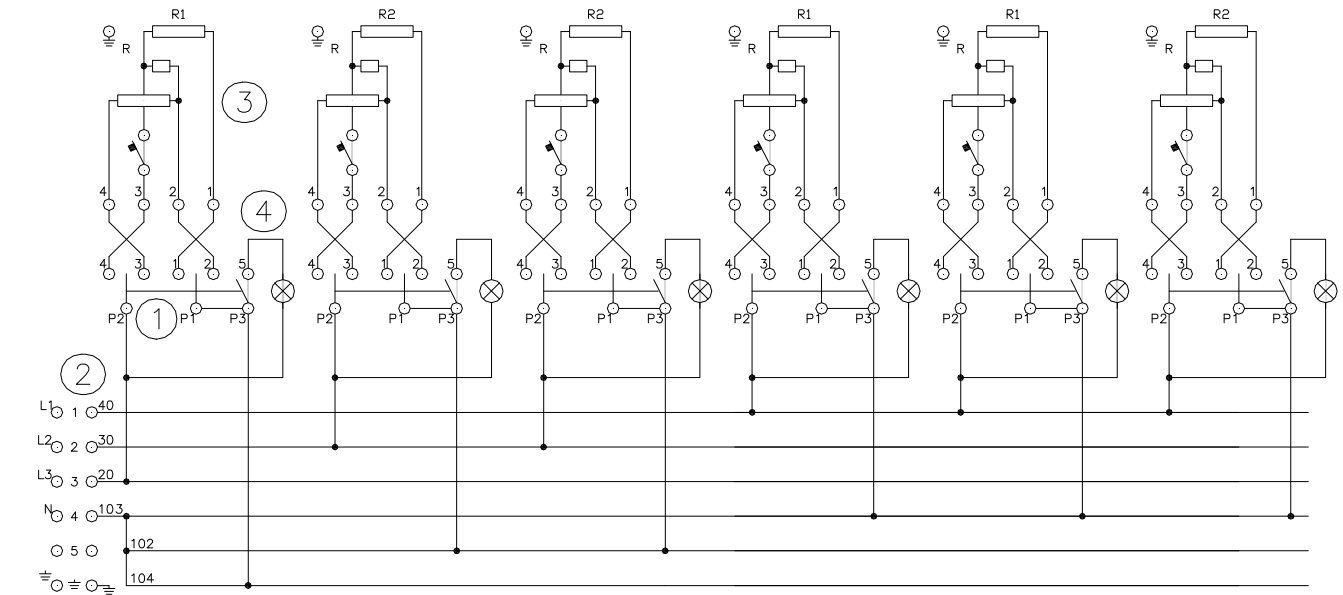 R1 R2 R2 R1 R1 R2
R R R R R R
3
4 3 2 1 4 3 2 1 4 3 2 1 4 3 2 1 4 3 2 1 4 3 2 1
4
4 3 1 2 5 4 3 1 2 5 4 3 1 2 5 4 3 1 2 5 4 3 1 2 5 4 3 1 2 5
P2 1 P1 P3 P2 P1 P3 P2 P1 P3 P2 P1 P3 P2 P1 P3 P2 P1 P3
2
L1 1 40
L2 2 30
L3 3 20
N 4 103
5 102
104